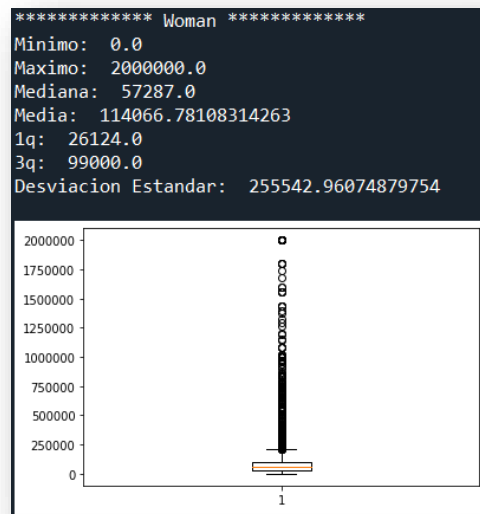 ************* Woman *************
Minimo:  0.0
Maximo:  2000000.0
Mediana:  57287.0
Media:  114066.78108314263
1q:  26124.0
3q:  99000.0
Desviacion Estandar:  255542.96074879754
2000000
1750000
1500000
1250000
1000000
750000
500000
250000
0
1